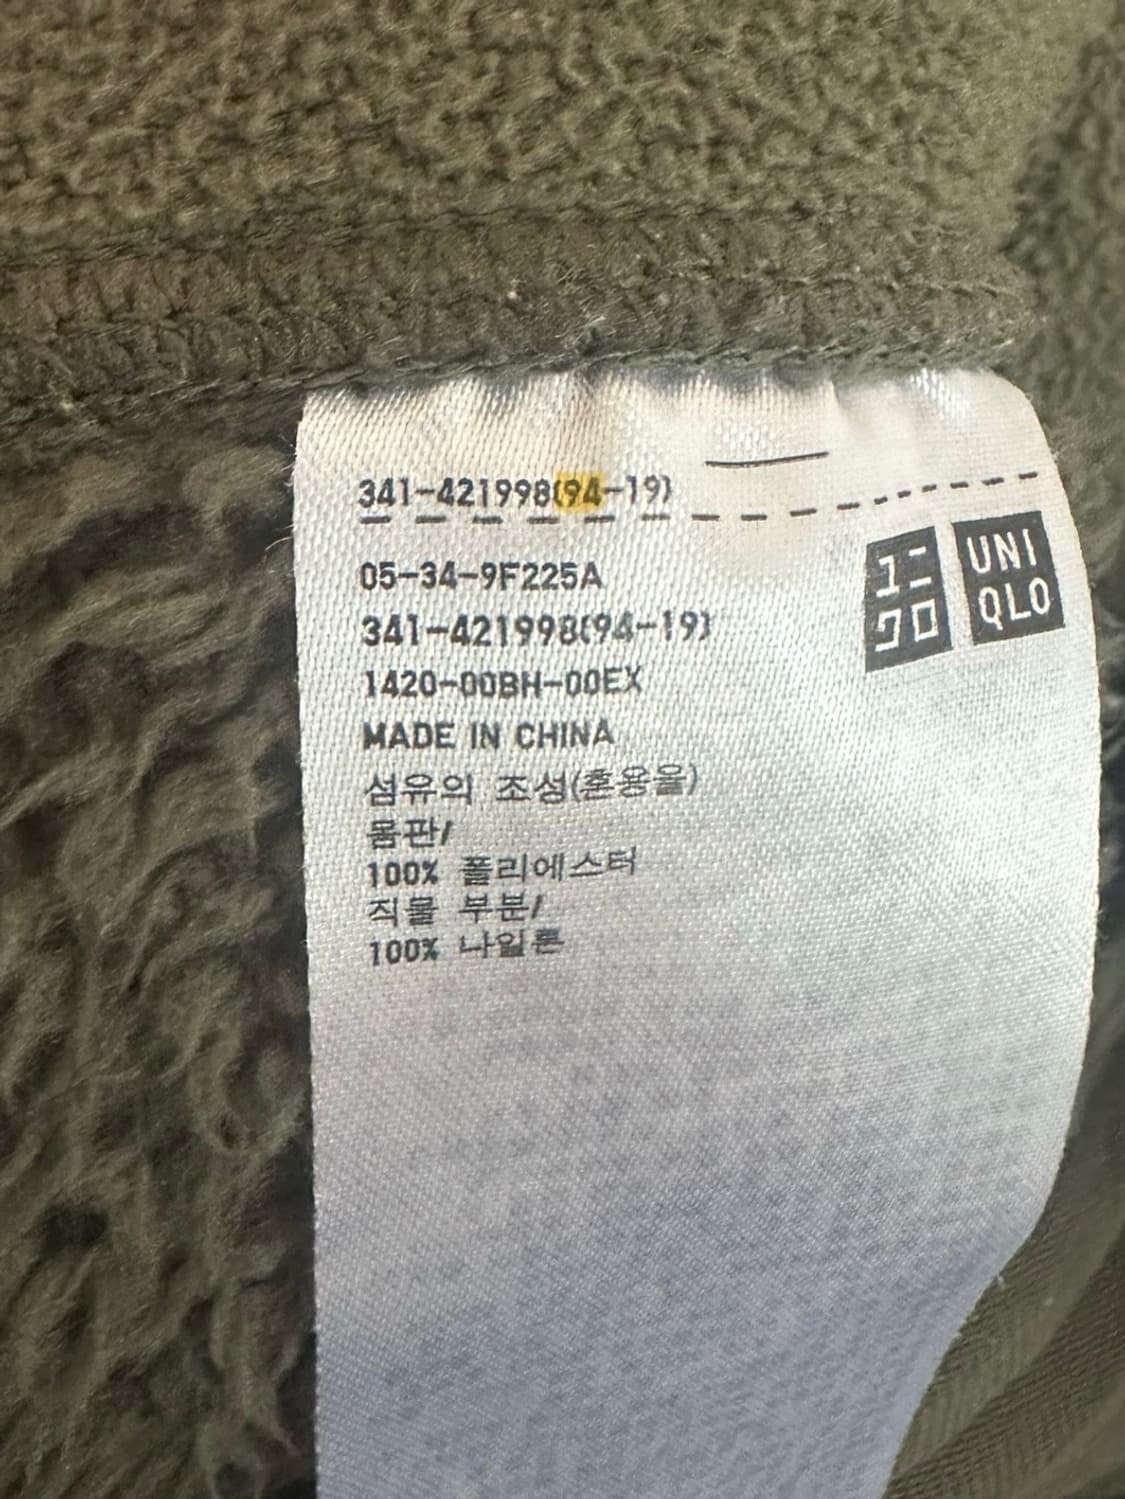 341-421998(94-19)
ユニ
クロ
UNI
QLO
05-34-9F225A
341-421998(94-19)
1420-00BH-00EX
MADE IN CHINA
섬유의 조성(혼용율)
몸판/
100% 폴리에스터
직물 부분/
100% 나일론